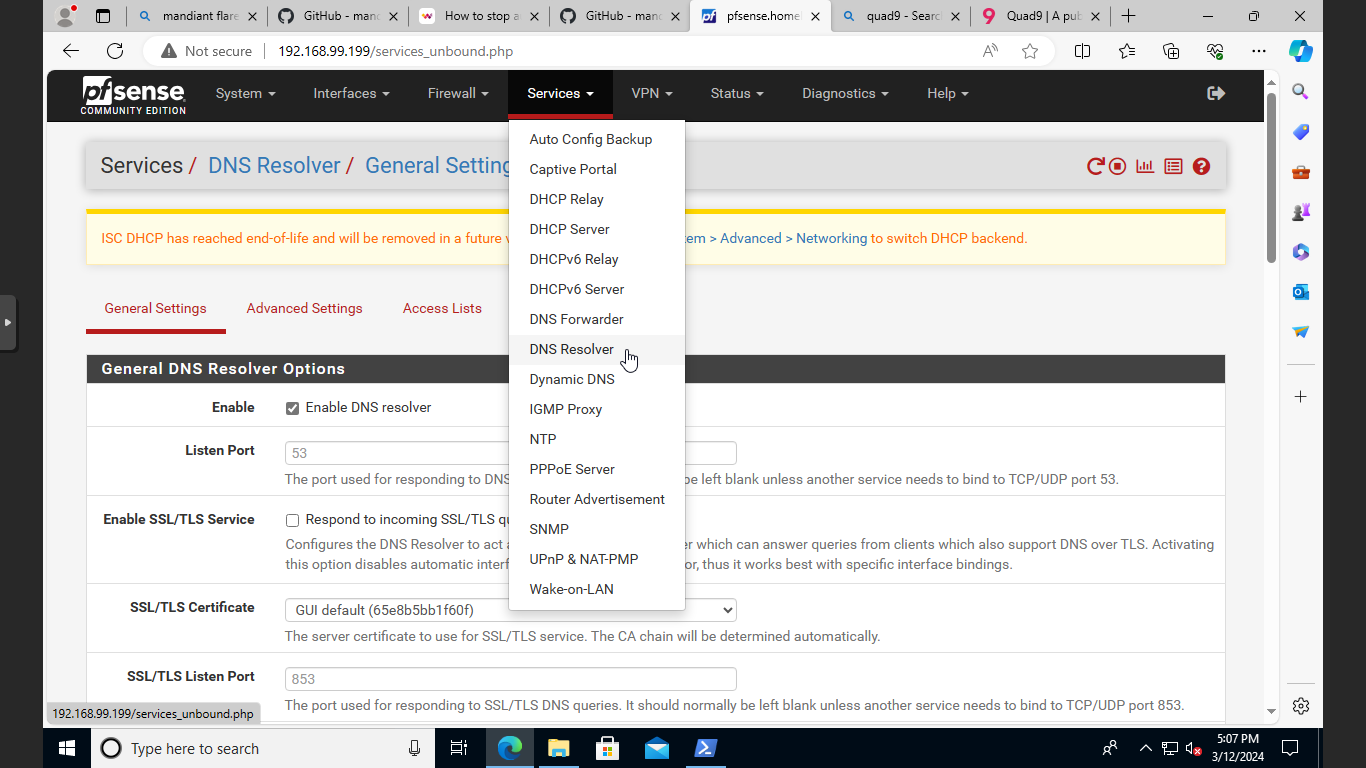 mandiant flare
GitHub - mand
How to stop a
GitHub - mand
pfsense.home
quad9 - Searc
Quad9 | A pub
Not secure
192.168.99.199/services_unbound.php
pfsense
COMMUNITY EDITION
System
Interfaces
Firewall
Services
VPN
Status
Diagnostics
Help
Services / DNS Resolver / General Setting
ISC DHCP has reached end-of-life and will be removed in a future v
em > Advanced > Networking to switch DHCP backend.
Auto Config Backup
Captive Portal
DHCP Relay
DHCP Server
DHCPv6 Relay
DHCPv6 Server
DNS Forwarder
DNS Resolver
Dynamic DNS
IGMP Proxy
NTP
PPPoE Server
Router Advertisement
SNMP
UPnP & NAT-PMP
Wake-on-LAN
General Settings
Advanced Settings
Access Lists
General DNS Resolver Options
Enable
Enable DNS resolver
Listen Port
53
The port used for responding to DNS
be left blank unless another service needs to bind to TCP/UDP port 53.
Enable SSL/TLS Service
Respond to incoming SSL/TLS qu
Configures the DNS Resolver to act a
er which can answer queries from clients which also support DNS over TLS. Activating
this option disables automatic interf
or, thus it works best with specific interface bindings.
SSL/TLS Certificate
GUI default (65e8b5bb1f60f)
The server certificate to use for SSL/TLS service. The CA chain will be determined automatically.
SSL/TLS Listen Port
853
The port used for responding to SSL/TLS DNS queries. It should normally be left blank unless another service needs to bind to TCP/UDP port 853.
192.168.99.199/services_unbound.php
Type here to search
5:07 PM
3/12/2024